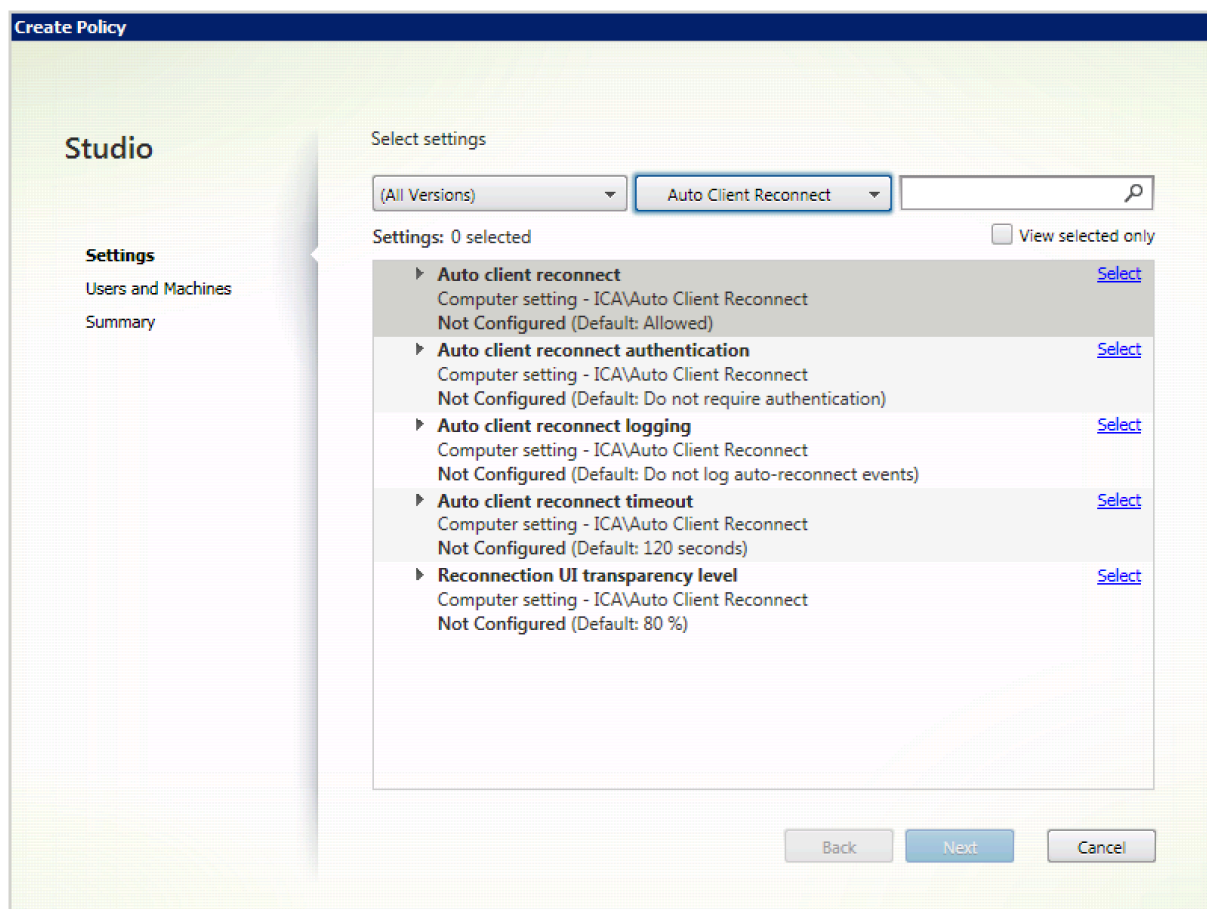 Create Policy
Studio
Settings
Users and Machines
Summary
Select settings
(All Versions)
Auto Client Reconnect
Settings: 0 selected
View selected only
Auto client reconnect
Select
Computer setting - ICA\Auto Client Reconnect
Not Configured (Default: Allowed)
Auto client reconnect authentication
Select
Computer setting - ICA\Auto Client Reconnect
Not Configured (Default: Do not require authentication)
Auto client reconnect logging
Select
Computer setting - ICA\Auto Client Reconnect
Not Configured (Default: Do not log auto-reconnect events)
Auto client reconnect timeout
Select
Computer setting - ICA\Auto Client Reconnect
Not Configured (Default: 120 seconds)
Reconnection UI transparency level
Select
Computer setting - ICA\Auto Client Reconnect
Not Configured (Default: 80 %)
Back
Next
Cancel